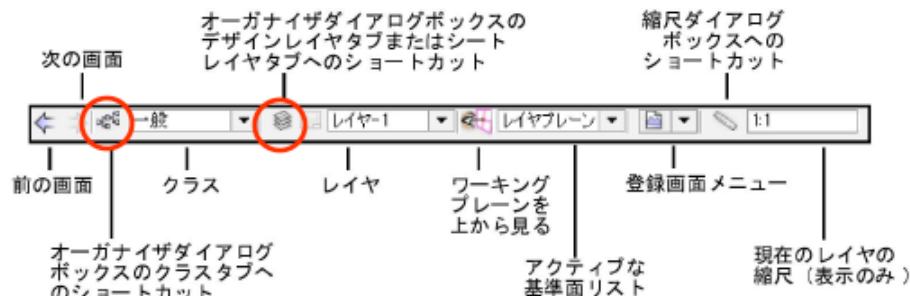 オーガナイザダイアログボックスの
デザインレイヤタブまたはシート
レイヤタブへのショートカット
縮尺ダイアログ
ボックスへの
ショートカット
次の画面
一般
レイヤ-1
レイヤプレーン
1:1
前の画面
クラス
レイヤ
ワーキング
プレーンを
上から見る
登録画面メニュー
オーガナイザダイアログ
ボックスのクラスタブへ
のショートカット
アクティブな
基準面リスト
現在のレイヤの
縮尺（表示のみ）